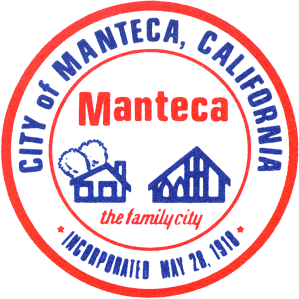 CITY of MANTECA, CALIFORNIA
Manteca
the family city
INCORPORATED MAY 28, 1918